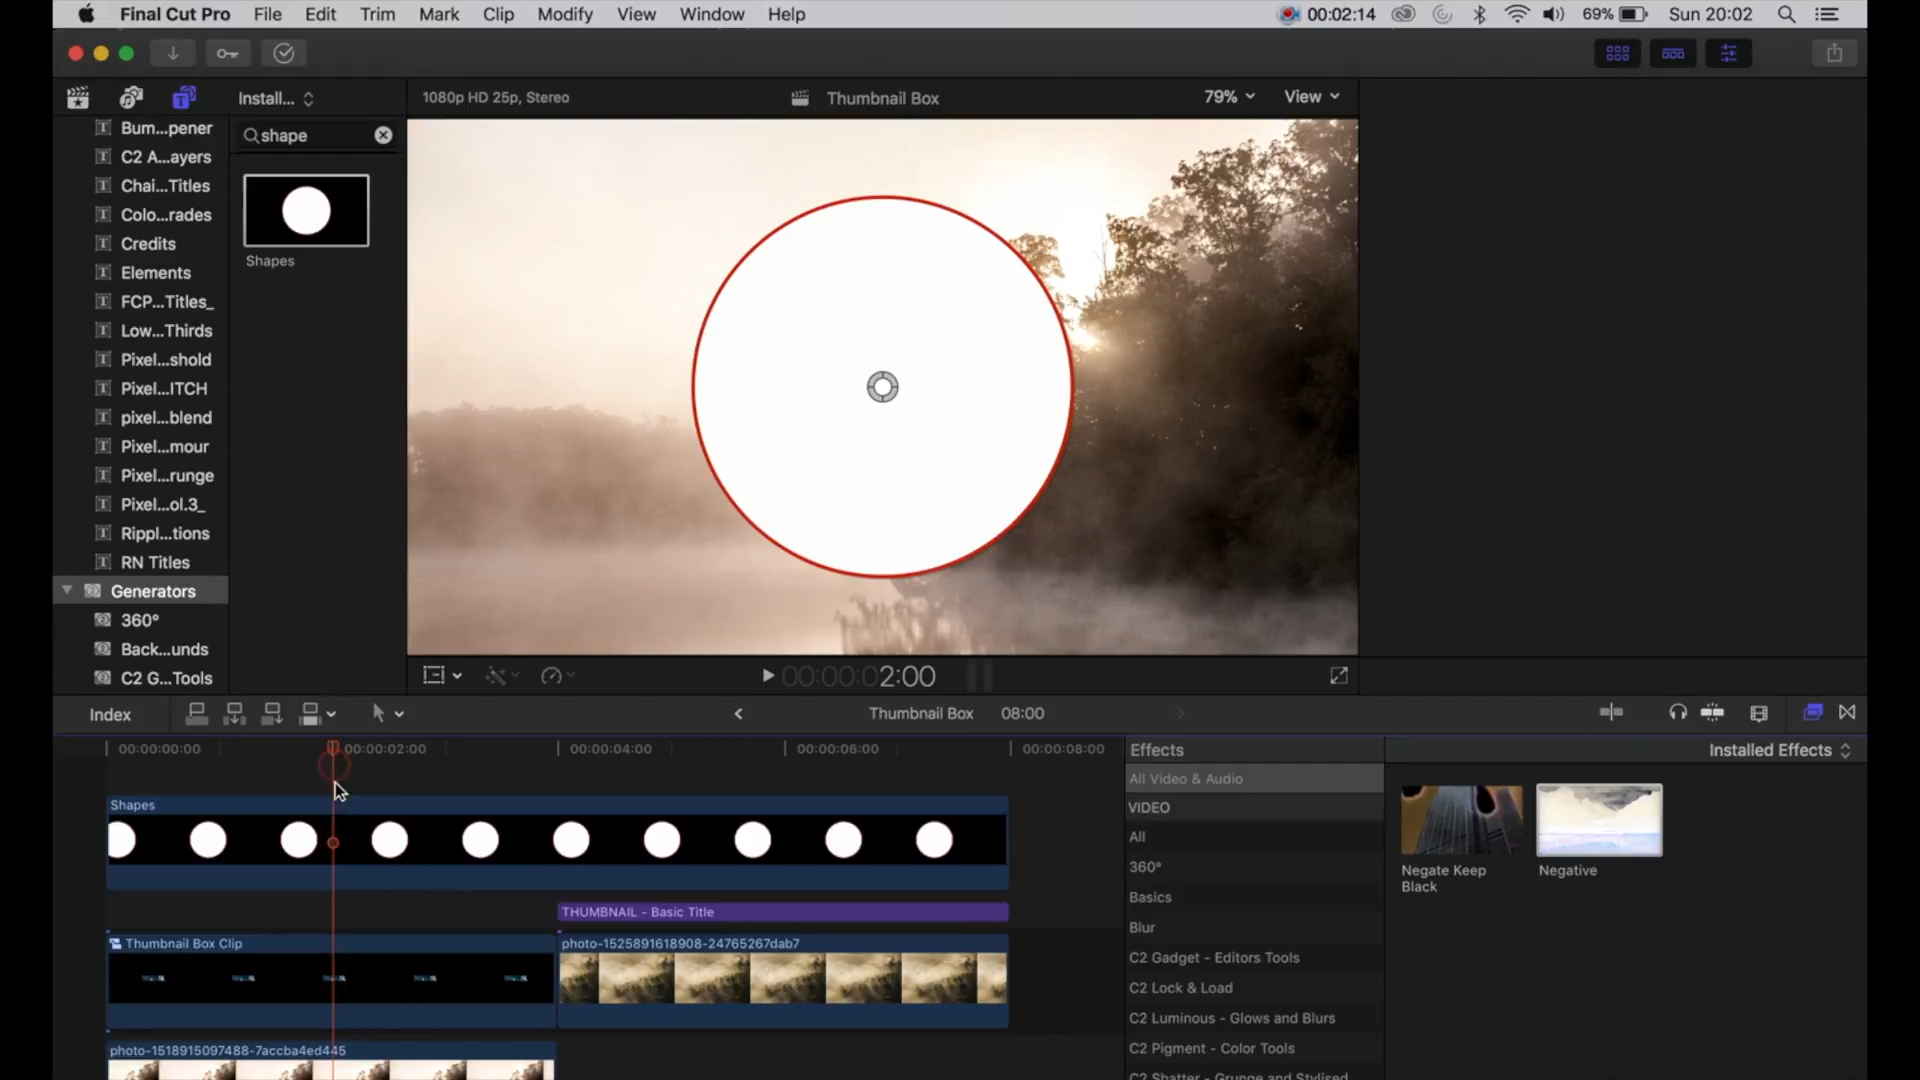 Final Cut Pro File Edit Trim Mark Clip Modify View Window Help 00:02:14 69% Sun 20:02
Install... 1080p HD 25p, Stereo Thumbnail Box 79% View
shape
Shapes
Bum...pener
C2 A...ayers
Chai...Titles
Colo...rades
Credits
Elements
FCP...Titles_
Low...Thirds
Pixel...shold
Pixel...ITCH
pixel...blend
Pixel...mour
Pixel...runge
Pixel...ol.3_
Rippl...tions
RN Titles
Generators
360°
Back...unds
C2 G...Tools
00:00:00:02:00
Index Thumbnail Box 08:00
00:00:00:00 00:00:02:00 00:00:04:00 00:00:06:00 00:00:08:00
Shapes
THUMBNAIL - Basic Title
Thumbnail Box Clip photo-1525891618908-24765267dab7
photo-1518915097488-7accba4ed445
Effects Installed Effects
All Video & Audio
VIDEO
All
360°
Basics
Blur
C2 Gadget - Editors Tools
C2 Lock & Load
C2 Luminous - Glows and Blurs
C2 Pigment - Color Tools
C2 Shatter - Grunge and Stylised
Negate Keep
Black
Negative